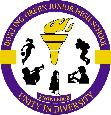 BOWLING GREEN JUNIOR HIGH SCHOOL
UNITY IN DIVERSITY